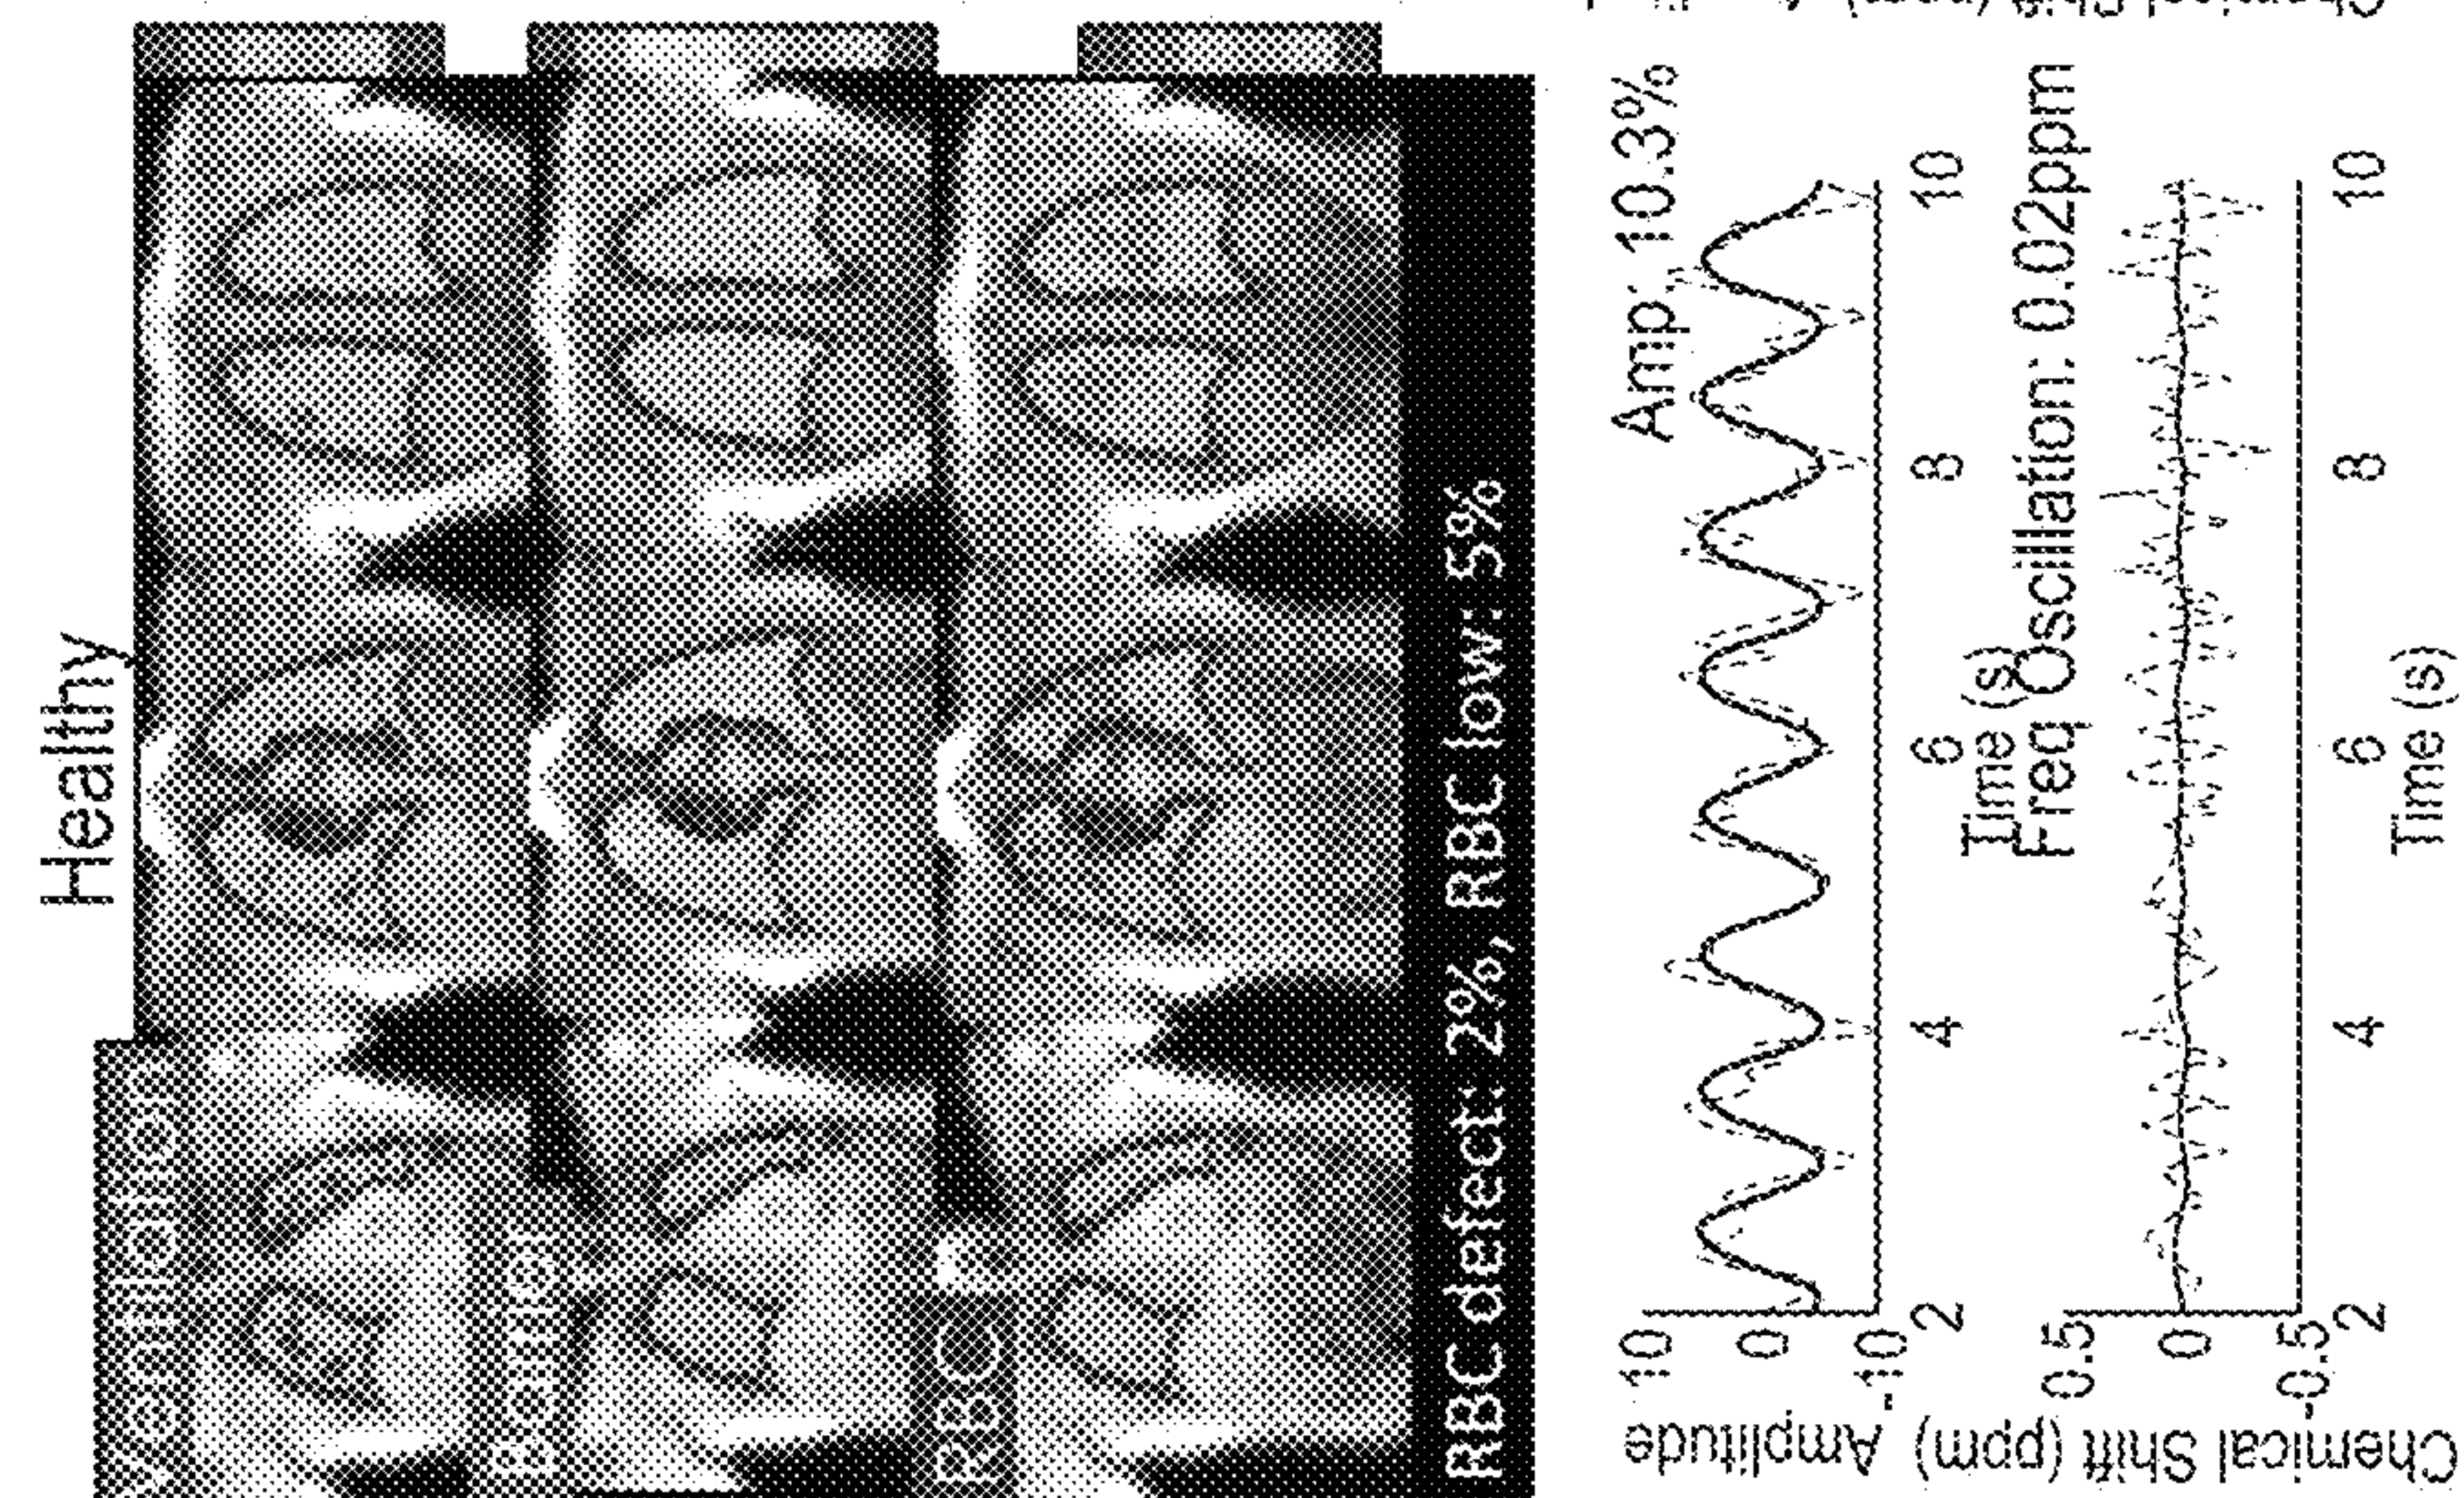 Healthy
Ventilation
Barrier
RBC
RBC defect: 2%, RBC low: 5%
Amp: 10.3%
Amplitude
10
0
-10
2 4 6 8 10
Time (s)
Freq Oscillation: 0.02ppm
Chemical Shift (ppm)
0.5
0
-0.5
2 4 6 8 10
Time (s)